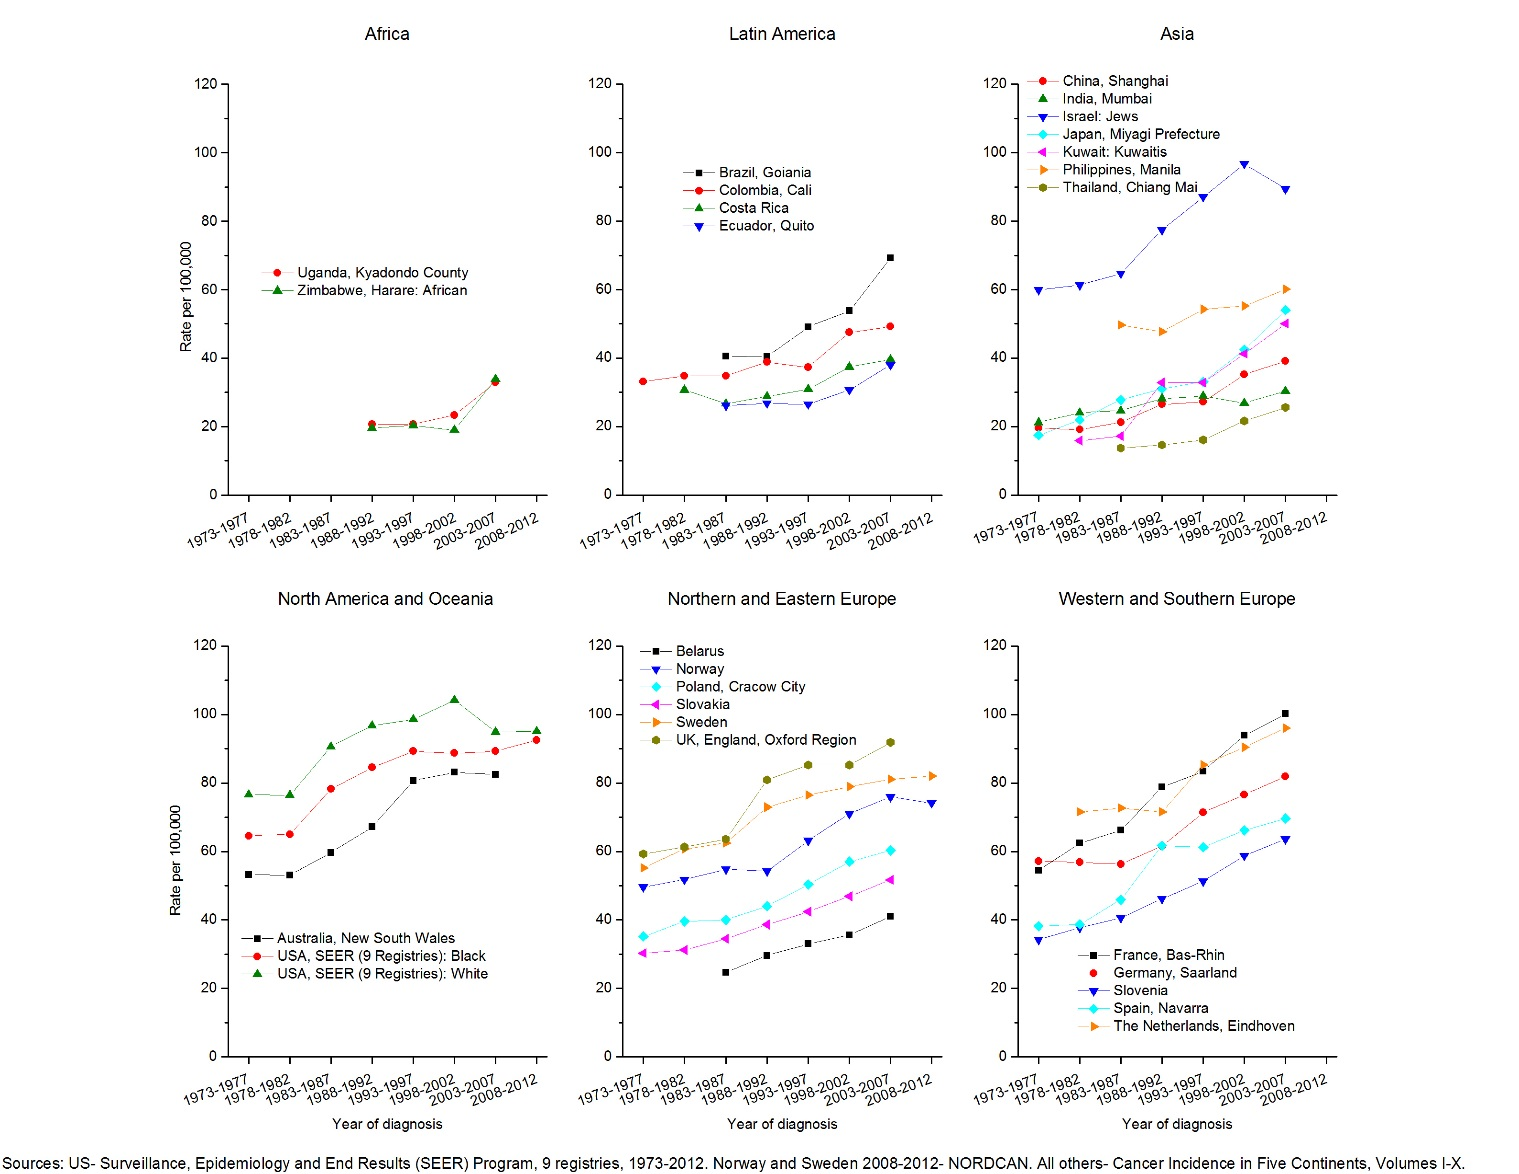 Africa
Latin America
Asia
120
100
80
60
40
20
0
Rate per 100,000
Uganda, Kyadondo County
Zimbabwe, Harare: African
1973-1977
1978-1982
1983-1987
1988-1992
1993-1997
1998-2002
2003-2007
2008-2012
120
100
80
60
40
20
0
Brazil, Goiania
Colombia, Cali
Costa Rica
Ecuador, Quito
1973-1977
1978-1982
1983-1987
1988-1992
1993-1997
1998-2002
2003-2007
2008-2012
120
100
80
60
40
20
0
China, Shanghai
India, Mumbai
Israel: Jews
Japan, Miyagi Prefecture
Kuwait: Kuwaitis
Philippines, Manila
Thailand, Chiang Mai
1973-1977
1978-1982
1983-1987
1988-1992
1993-1997
1998-2002
2003-2007
2008-2012
North America and Oceania
Northern and Eastern Europe
Western and Southern Europe
120
100
80
60
40
20
0
Rate per 100,000
Australia, New South Wales
USA, SEER (9 Registries): Black
USA, SEER (9 Registries): White
1973-1977
1978-1982
1983-1987
1988-1992
1993-1997
1998-2002
2003-2007
2008-2012
Year of diagnosis
120
100
80
60
40
20
0
Belarus
Norway
Poland, Cracow City
Slovakia
Sweden
UK, England, Oxford Region
1973-1977
1978-1982
1983-1987
1988-1992
1993-1997
1998-2002
2003-2007
2008-2012
Year of diagnosis
120
100
80
60
40
20
0
France, Bas-Rhin
Germany, Saarland
Slovenia
Spain, Navarra
The Netherlands, Eindhoven
1973-1977
1978-1982
1983-1987
1988-1992
1993-1997
1998-2002
2003-2007
2008-2012
Year of diagnosis
Sources: US- Surveillance, Epidemiology and End Results (SEER) Program, 9 registries, 1973-2012. Norway and Sweden 2008-2012- NORDCAN. All others- Cancer Incidence in Five Continents, Volumes I-X.